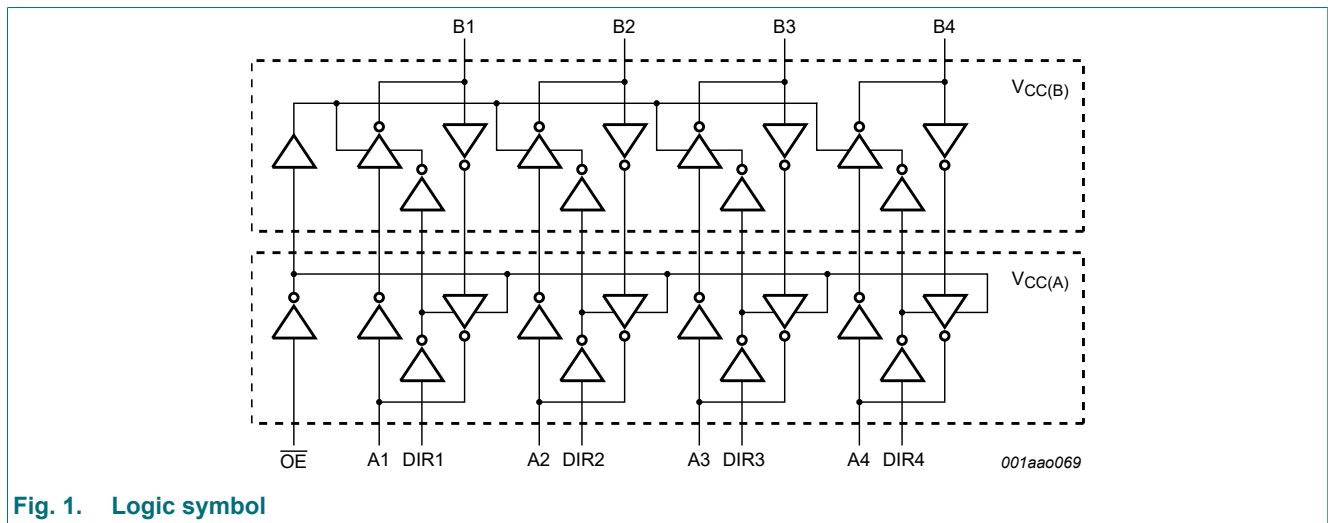 B1 B2 B3 B4
VCC(B)
VCC(A)
OE A1 DIR1 A2 DIR2 A3 DIR3 A4 DIR4
001aao069
Fig. 1. Logic symbol